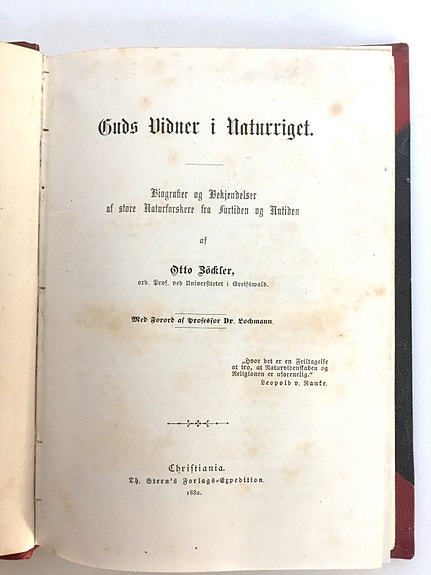 Guds Vidner i Naturriget.
Biografier og Bekjendelser
af store Naturforskere fra Fortiden og Nutiden
af
Otto Zöckler,
ord. Prof. ved Universitetet i Greifswald.
Med Forord af Professor Dr. Lochmann.
„Hvor det er en Feiltagelse
at tro, at Naturvidenskaben og
Religionen er uforenelig.“
Leopold v. Ranke.
Christiania.
Th. Steen's Forlags-Expedition.
1882.